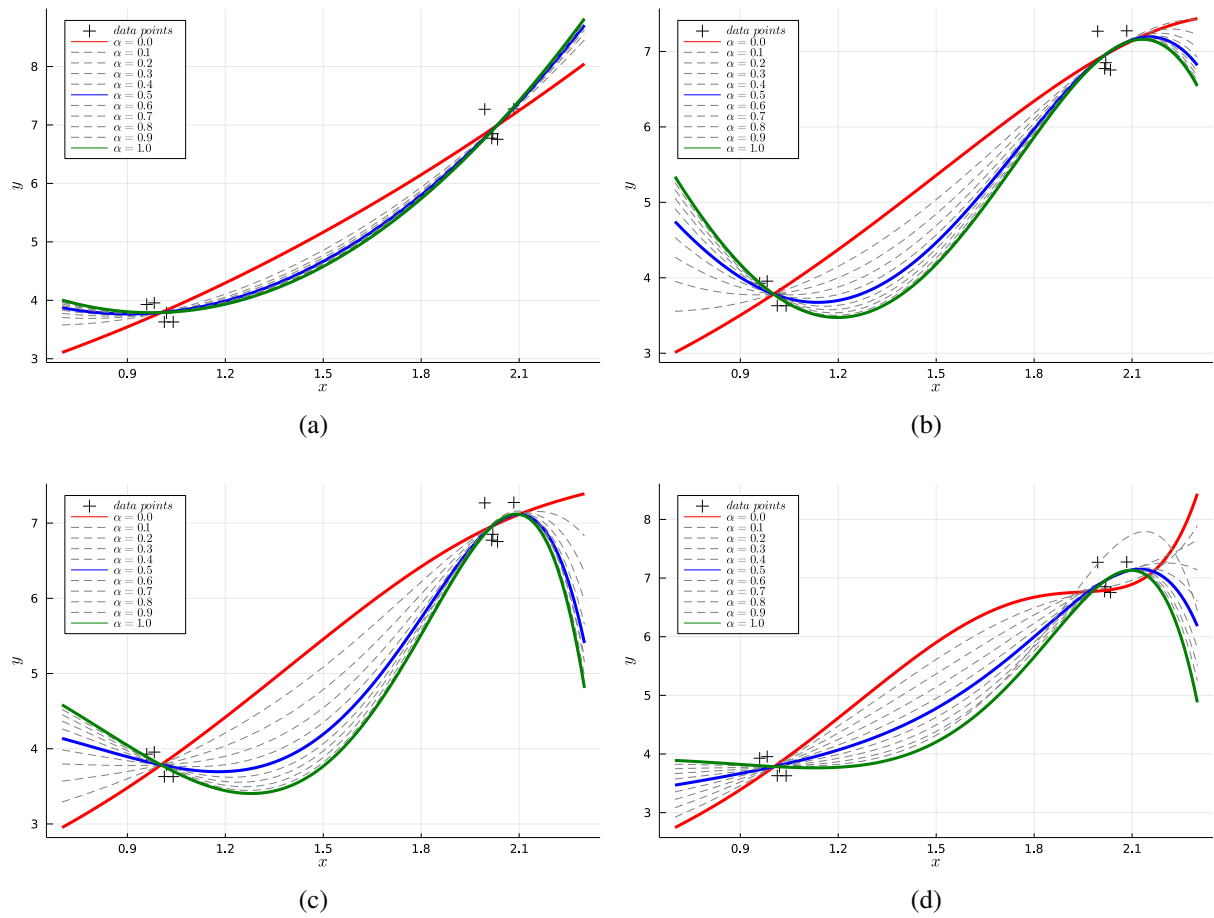 data points
α = 0.0
α = 0.1
α = 0.2
α = 0.3
α = 0.4
α = 0.5
α = 0.6
α = 0.7
α = 0.8
α = 0.9
α = 1.0
8
7
6
5
4
3
y
0.9 1.2 1.5 1.8 2.1
x
(a)
data points
α = 0.0
α = 0.1
α = 0.2
α = 0.3
α = 0.4
α = 0.5
α = 0.6
α = 0.7
α = 0.8
α = 0.9
α = 1.0
7
6
5
4
3
y
0.9 1.2 1.5 1.8 2.1
x
(b)
data points
α = 0.0
α = 0.1
α = 0.2
α = 0.3
α = 0.4
α = 0.5
α = 0.6
α = 0.7
α = 0.8
α = 0.9
α = 1.0
7
6
5
4
3
y
0.9 1.2 1.5 1.8 2.1
x
(c)
data points
α = 0.0
α = 0.1
α = 0.2
α = 0.3
α = 0.4
α = 0.5
α = 0.6
α = 0.7
α = 0.8
α = 0.9
α = 1.0
8
7
6
5
4
3
y
0.9 1.2 1.5 1.8 2.1
x
(d)